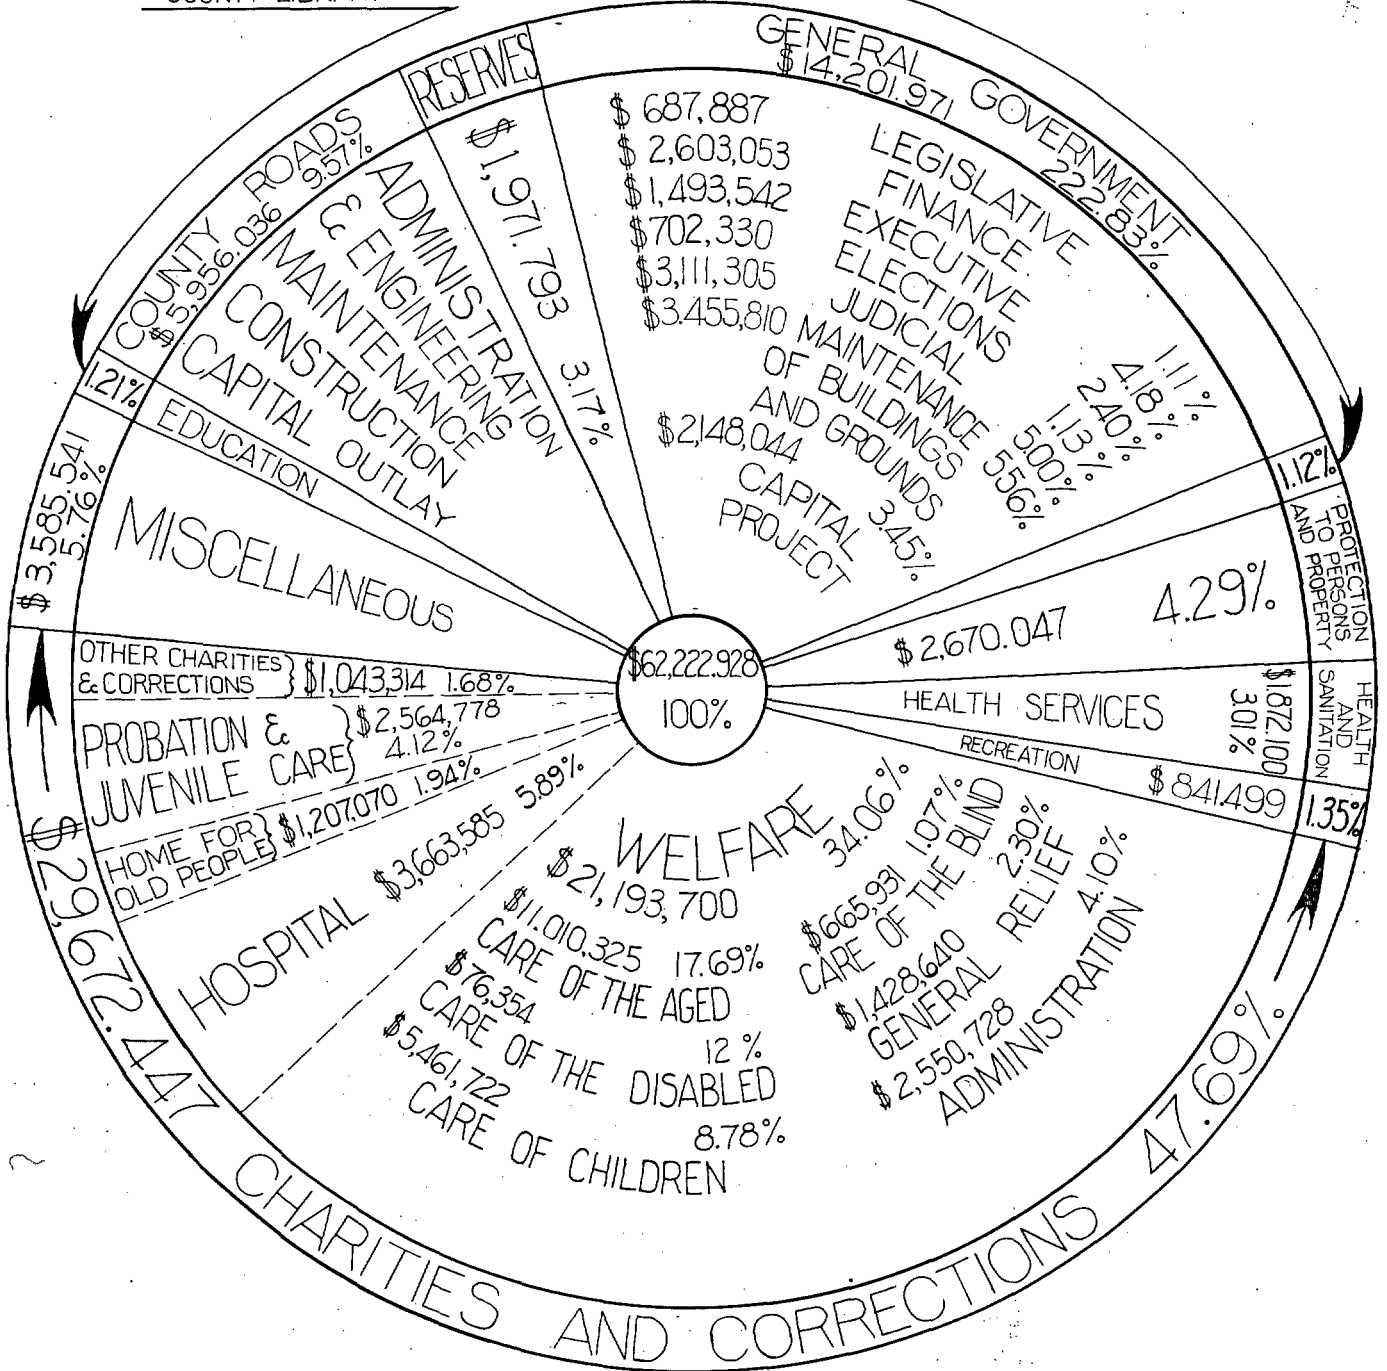 GENERAL GOVERNMENT
$14,201.971 222.83%
$ 687,887 LEGISLATIVE 1.11%
$ 2,603,053 FINANCE 4.18%
$1,493,542 EXECUTIVE 240%
$702,330 ELECTIONS 1.13%
$3,111,305 JUDICIAL 500%
$3.455,810 MAINTENANCE
OF BUILDINGS
AND GROUNDS 556%
$2,148,044 CAPITAL
PROJECT 3.45%
1.12%
PROTECTION
TO PERSONS
AND PROPERTY
$2,670.047 4.29%
HEALTH
AND
SANITATION
HEALTH SERVICES
$1,872.100
3.01%
RECREATION $841.499 1.35%
RESERVES
$1,971.793 3.17%
COUNTY ROADS
$5,956.036 9.57%
ADMINISTRATION
& ENGINEERING
MAINTENANCE
CONSTRUCTION
CAPITAL OUTLAY
1.21% EDUCATION
$3,585.541
5.76%
MISCELLANEOUS
$62,222.928
100%
OTHER CHARITIES
& CORRECTIONS } $1,043,314 1.68%
PROBATION &
JUVENILE CARE } $2,564,778
4.12%
HOME FOR
OLD PEOPLE } $1,207,070 1.94%
HOSPITAL $3,663,585 5.89%
WELFARE 34.06%
$21,193,700
$11.010,325 17.69%
CARE OF THE AGED
$76,354 12%
CARE OF THE DISABLED
$5,461,722 8.78%
CARE OF CHILDREN
$665,931 1.07%
CARE OF THE BLIND
$1,428,640 2.30%
GENERAL RELIEF
$2,550,728 4.10%
ADMINISTRATION
$29,672.447 CHARITIES AND CORRECTIONS 47.69%